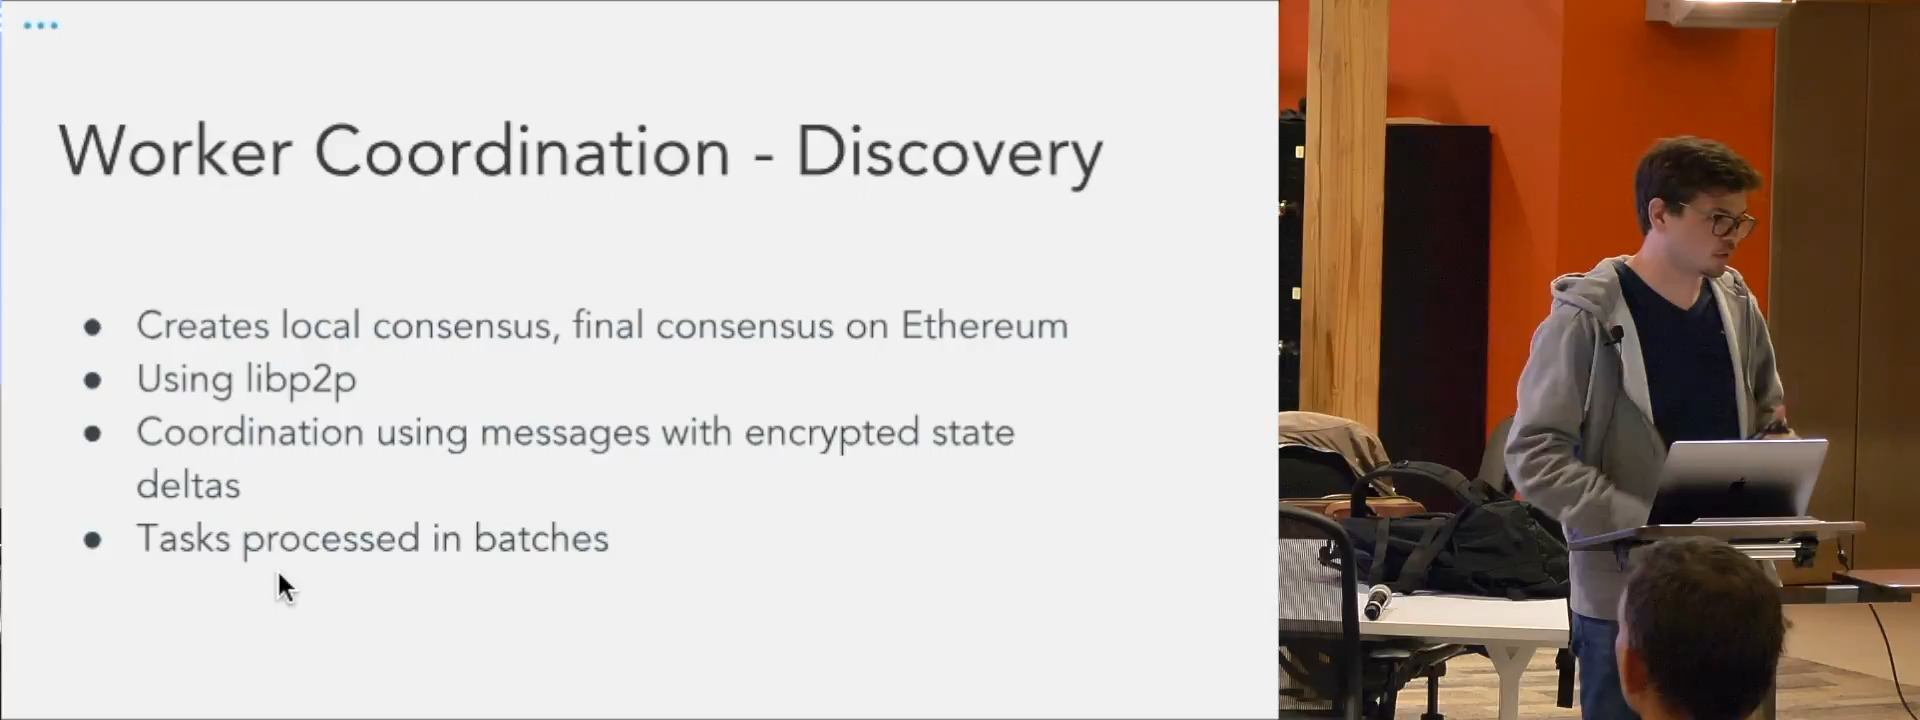 Worker Coordination - Discovery
● Creates local consensus, final consensus on Ethereum
● Using libp2p
● Coordination using messages with encrypted state
deltas
● Tasks processed in batches